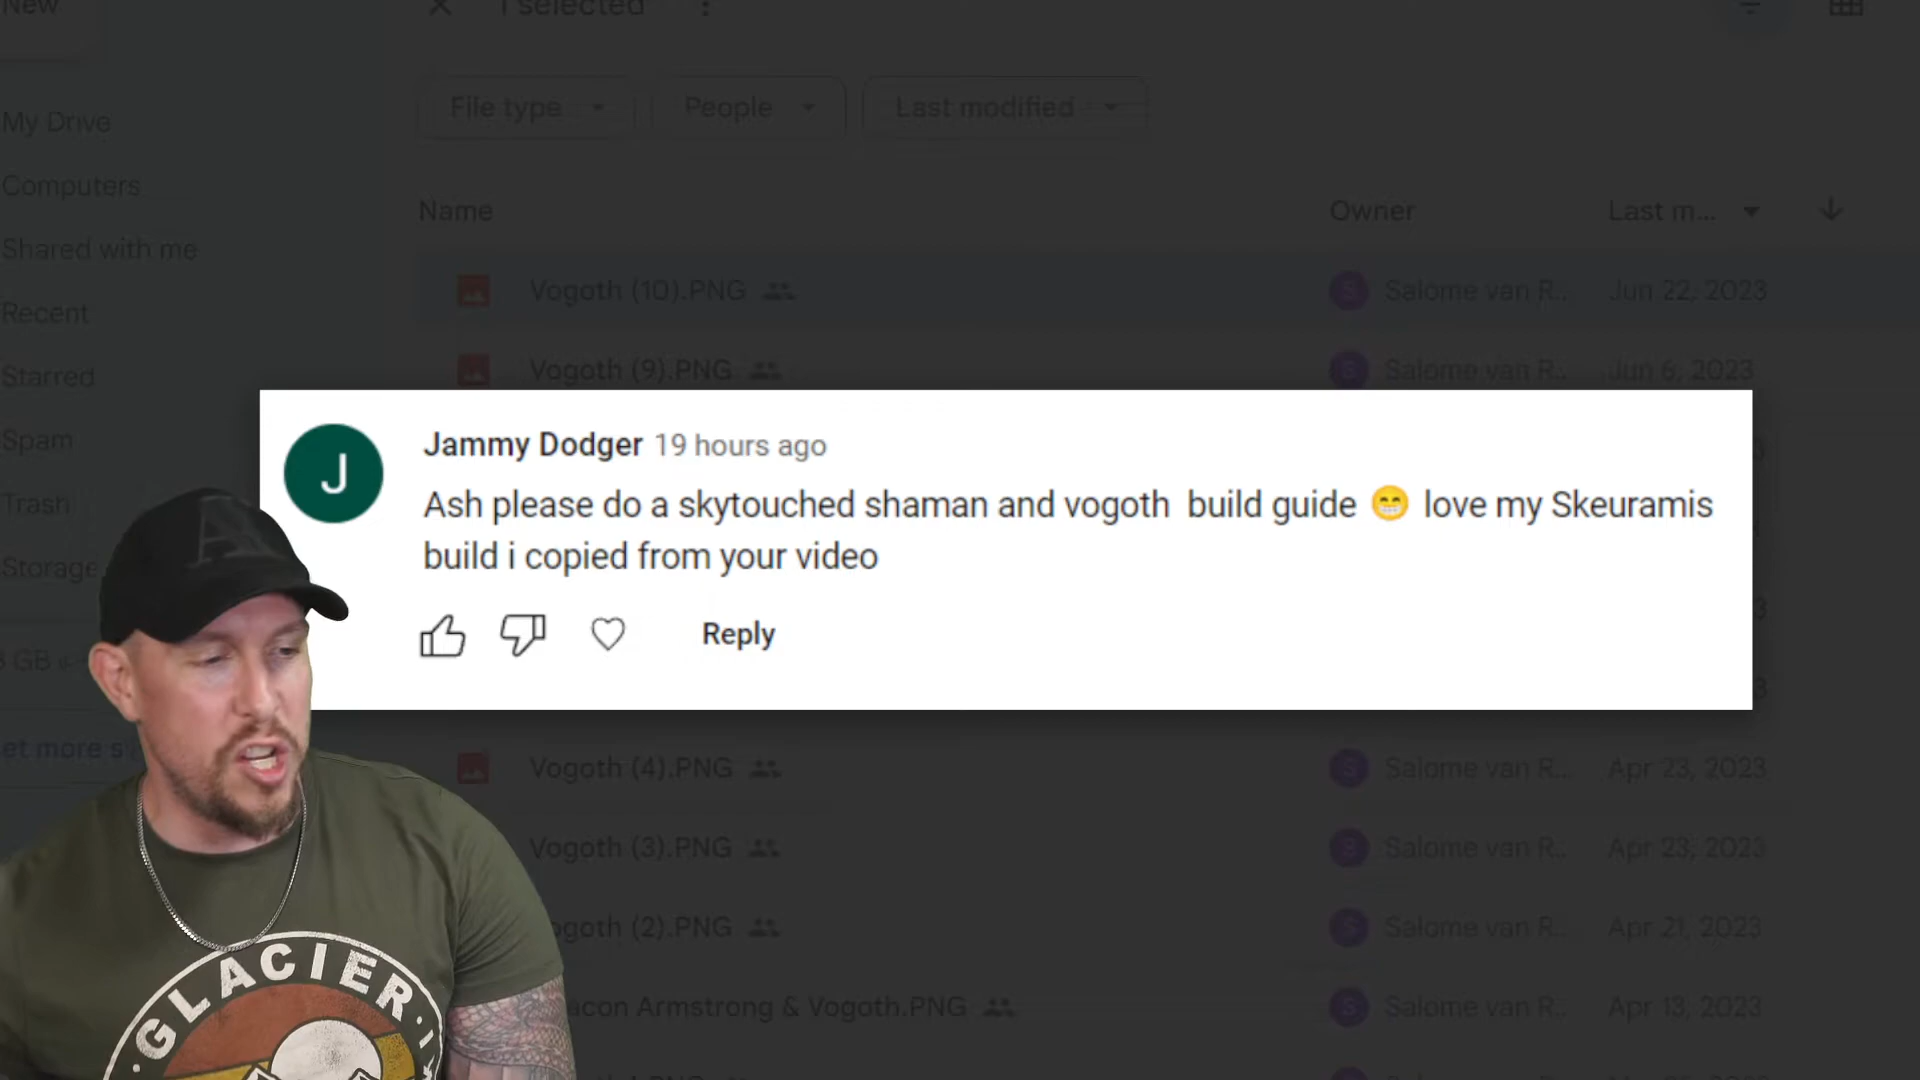 New
1 selected
My Drive
Computers
Shared with me
Recent
Starred
Spam
Trash
Storage
GB
et more s
File type
People
Last modified
Name
Owner
Last m...
Vogoth (10).PNG
Salome van R...
Jun 22, 2023
Vogoth (9).PNG
Salome van R...
Jun 6, 2023
J
Jammy Dodger 19 hours ago
Ash please do a skytouched shaman and vogoth build guide 😁 love my Skeuramis
build i copied from your video
Reply
Vogoth (4).PNG
Salome van R...
Apr 23, 2023
Vogoth (3).PNG
Salome van R...
Apr 23, 2023
ogoth (2).PNG
Salome van R...
Apr 21, 2023
acon Armstrong & Vogoth.PNG
Salome van R...
Apr 13, 2023
GLACIER